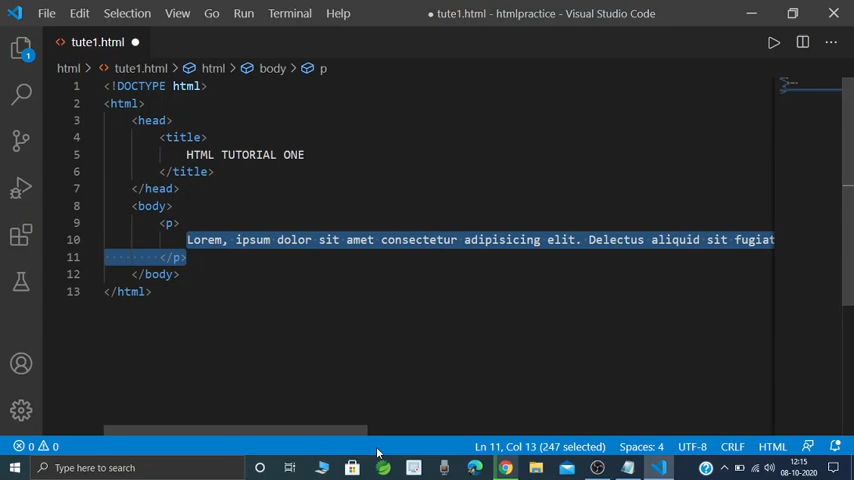 File Edit Selection View Go Run Terminal Help ● tute1.html - htmlpractice - Visual Studio Code
<> tute1.html ●
html > <> tute1.html > html > body > p
1 <!DOCTYPE html>
2 <html>
3 <head>
4 <title>
5 HTML TUTORIAL ONE
6 </title>
7 </head>
8 <body>
9 <p>
10 Lorem, ipsum dolor sit amet consectetur adipisicing elit. Delectus aliquid sit fugiat
11 </p>
12 </body>
13 </html>
1
0 0 Ln 11, Col 13 (247 selected) Spaces: 4 UTF-8 CRLF HTML
Type here to search
12:15
08-10-2020